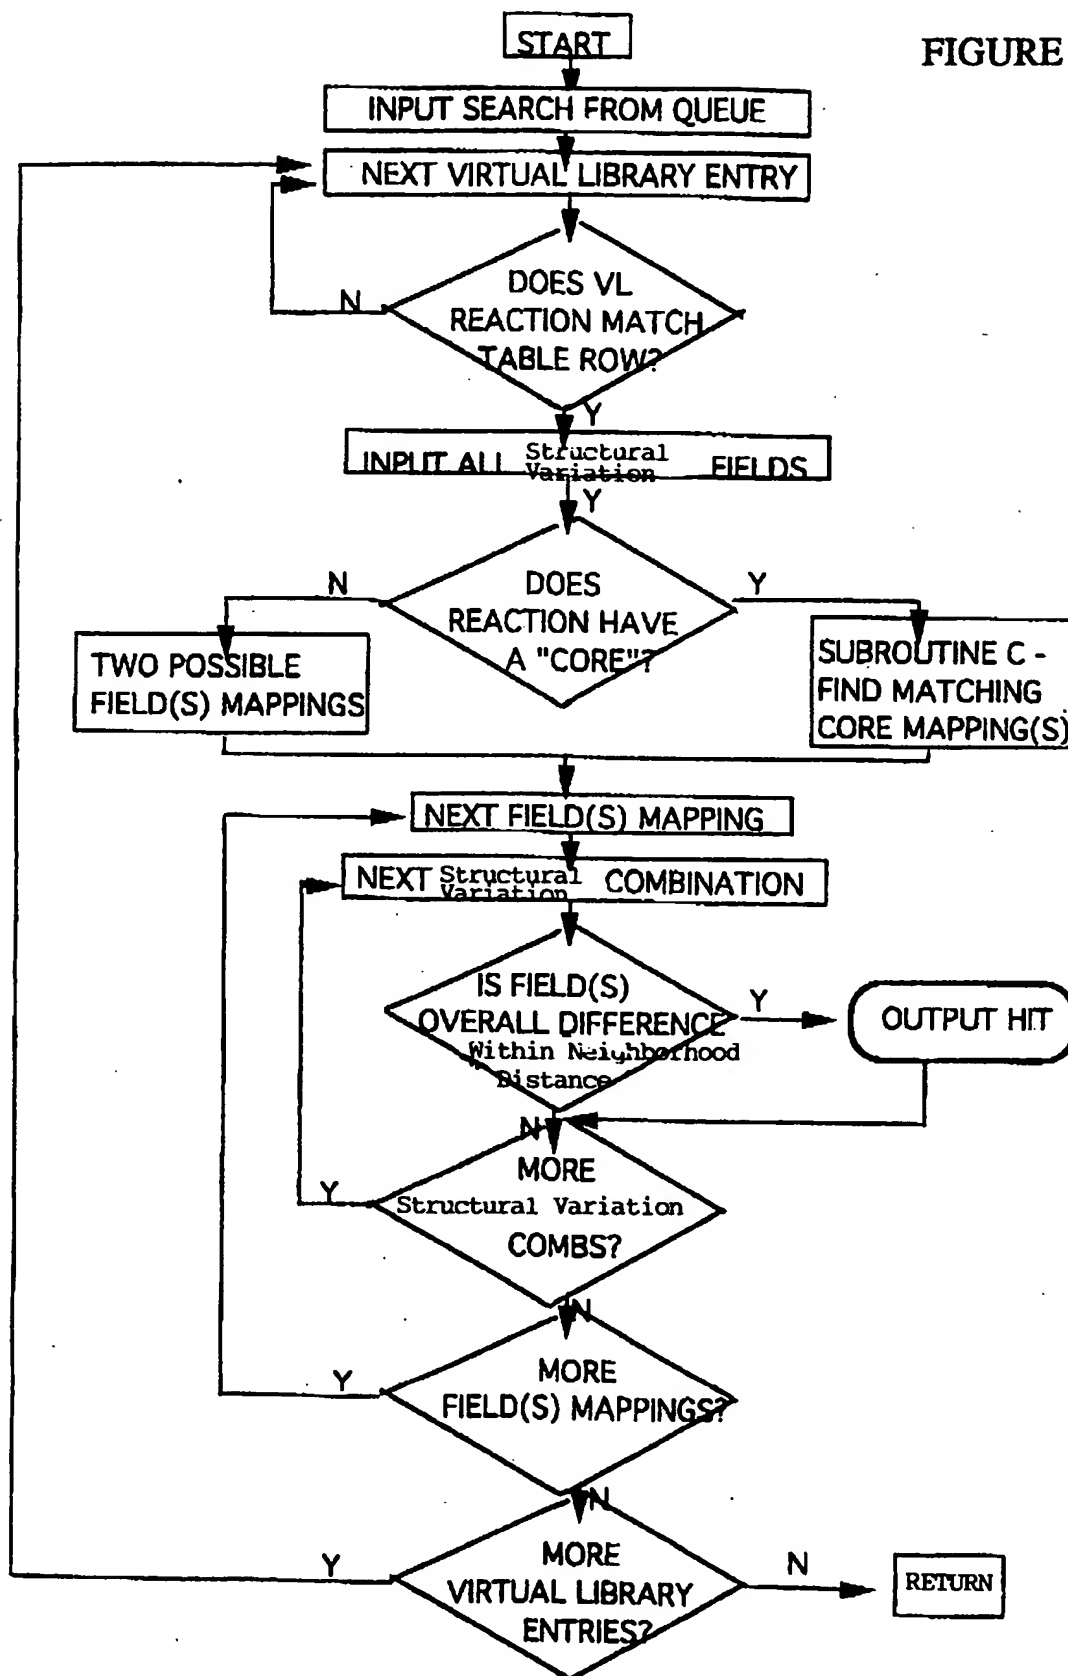 START
FIGURE
INPUT SEARCH FROM QUEUE
NEXT VIRTUAL LIBRARY ENTRY
DOES VL
REACTION MATCH
TABLE ROW?
N
Y
INPUT ALL Structural Variation FIELDS
Y
DOES
REACTION HAVE
A "CORE"?
N
Y
TWO POSSIBLE
FIELD(S) MAPPINGS
SUBROUTINE C -
FIND MATCHING
CORE MAPPING(S)
NEXT FIELD(S) MAPPING
NEXT Structural Variation COMBINATION
IS FIELD(S)
OVERALL DIFFERENCE
Within Neighborhood
Distance
Y
OUTPUT HIT
N
MORE
Structural Variation
COMBS?
Y
N
MORE
FIELD(S) MAPPINGS?
Y
N
MORE
VIRTUAL LIBRARY
ENTRIES?
Y
N
RETURN